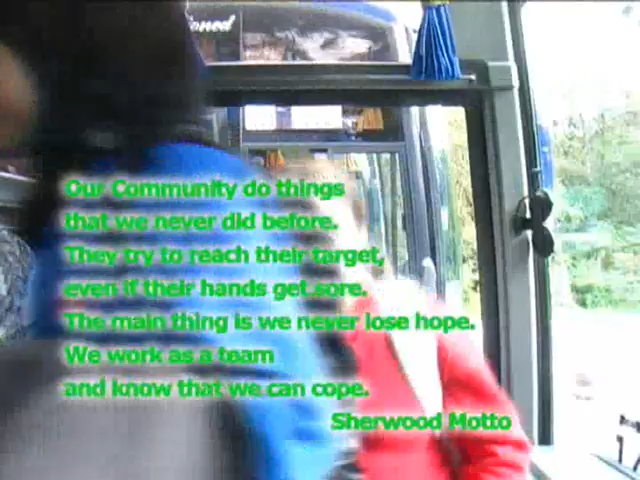 Our Community do things
that we never did before.
They try to reach their target,
even if their hands get sore.
The main thing is we never lose hope.
We work as a team
and know that we can cope.
Sherwood Motto